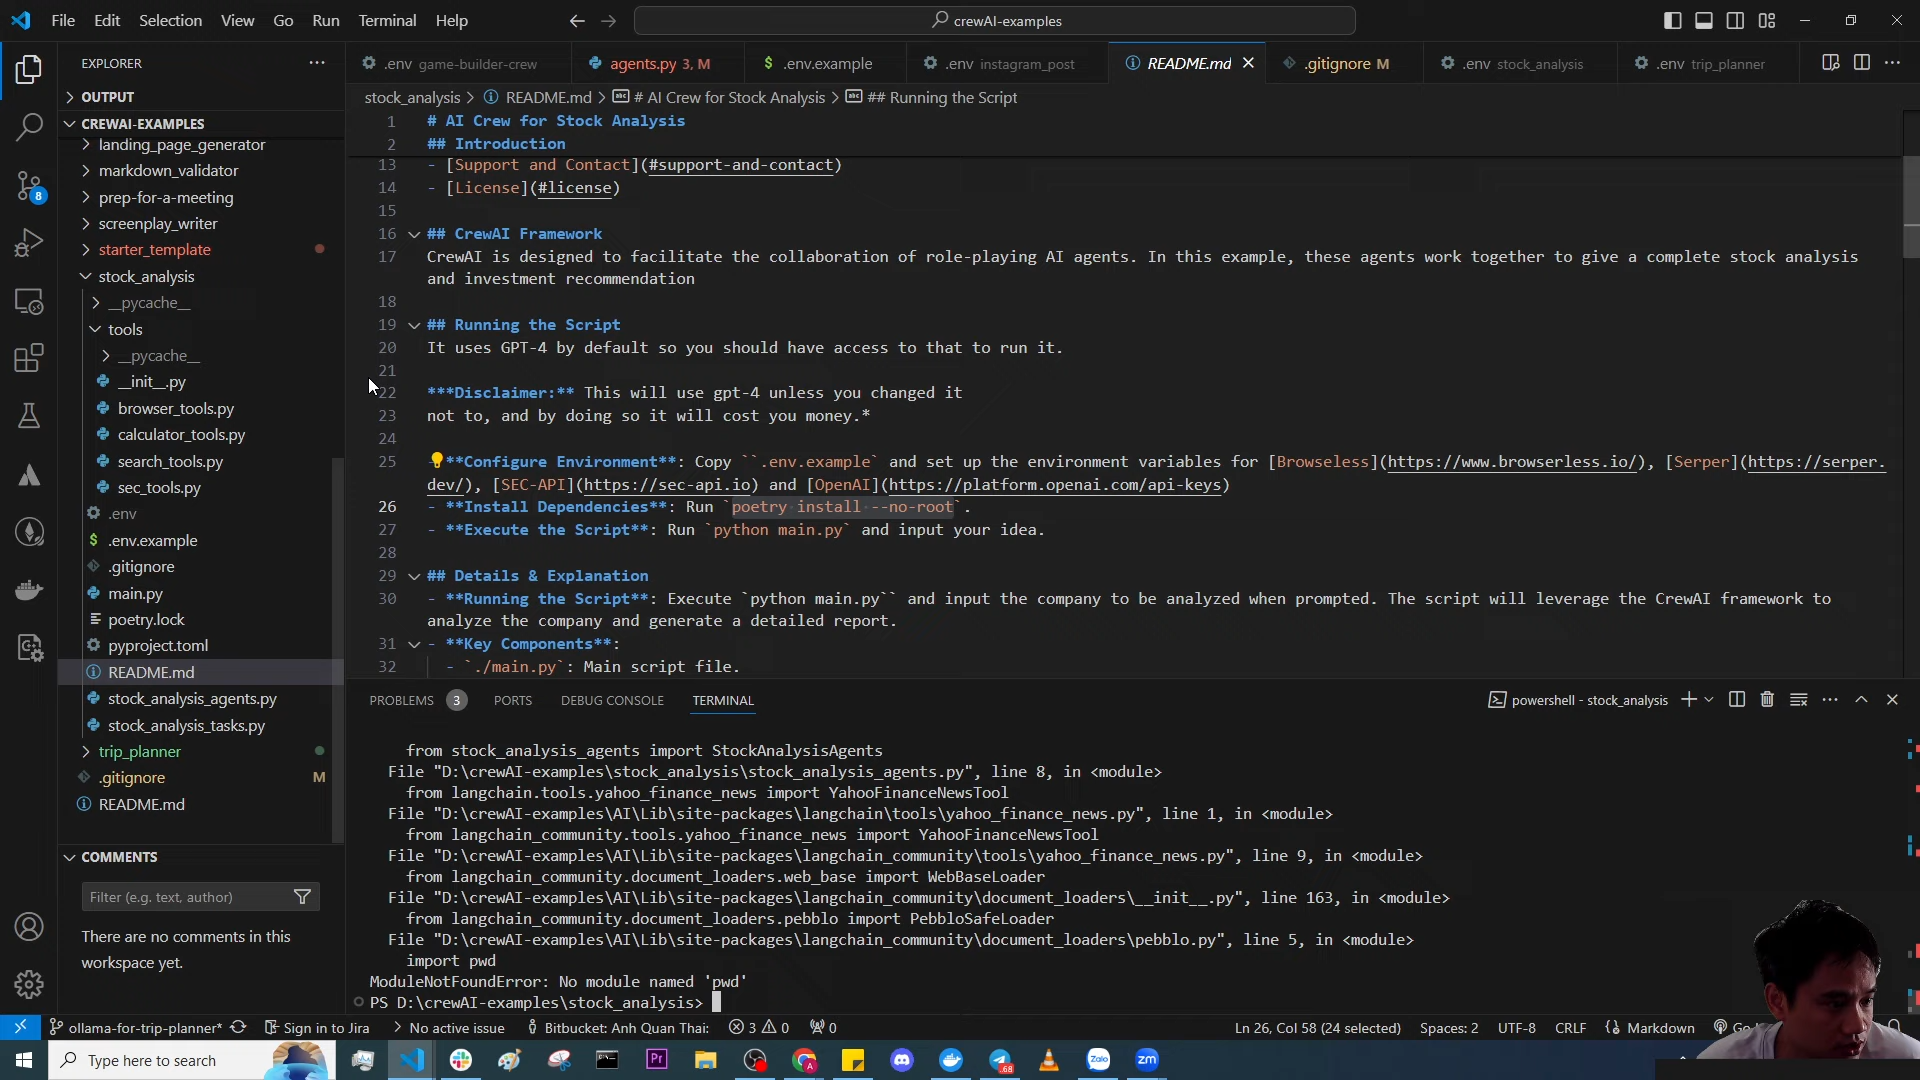 File Edit Selection View Go Run Terminal Help
crewAI-examples
EXPLORER
OUTPUT
CREWAI-EXAMPLES
landing_page_generator
markdown_validator
prep-for-a-meeting
screenplay_writer
starter_template
stock_analysis
__pycache__
tools
__pycache__
__init__.py
browser_tools.py
calculator_tools.py
search_tools.py
sec_tools.py
.env
.env.example
.gitignore
main.py
poetry.lock
pyproject.toml
README.md
stock_analysis_agents.py
stock_analysis_tasks.py
trip_planner
.gitignore M
README.md
COMMENTS
Filter (e.g. text, author)
There are no comments in this
workspace yet.
8
.env game-builder-crew agents.py 3, M $ .env.example .env instagram_post README.md .gitignore M .env stock_analysis .env trip_planner
stock_analysis > README.md > # AI Crew for Stock Analysis > ## Running the Script
1 # AI Crew for Stock Analysis
2 ## Introduction
13 - [Support and Contact](#support-and-contact)
14 - [License](#license)
15
16 ## CrewAI Framework
17 CrewAI is designed to facilitate the collaboration of role-playing AI agents. In this example, these agents work together to give a complete stock analysis
and investment recommendation
18
19 ## Running the Script
20 It uses GPT-4 by default so you should have access to that to run it.
21
22 ***Disclaimer:** This will use gpt-4 unless you changed it
23 not to, and by doing so it will cost you money.*
24
25 - **Configure Environment**: Copy ``.env.example` and set up the environment variables for [Browseless](https://www.browserless.io/), [Serper](https://serper.
dev/), [SEC-API](https://sec-api.io) and [OpenAI](https://platform.openai.com/api-keys)
26 - **Install Dependencies**: Run `poetry install --no-root`.
27 - **Execute the Script**: Run `python main.py` and input your idea.
28
29 ## Details & Explanation
30 - **Running the Script**: Execute `python main.py`` and input the company to be analyzed when prompted. The script will leverage the CrewAI framework to
analyze the company and generate a detailed report.
31 - **Key Components**:
32 - `./main.py`: Main script file.
PROBLEMS 3 PORTS DEBUG CONSOLE TERMINAL
powershell - stock_analysis
from stock_analysis_agents import StockAnalysisAgents
File "D:\crewAI-examples\stock_analysis\stock_analysis_agents.py", line 8, in <module>
from langchain.tools.yahoo_finance_news import YahooFinanceNewsTool
File "D:\crewAI-examples\AI\Lib\site-packages\langchain\tools\yahoo_finance_news.py", line 1, in <module>
from langchain_community.tools.yahoo_finance_news import YahooFinanceNewsTool
File "D:\crewAI-examples\AI\Lib\site-packages\langchain_community\tools\yahoo_finance_news.py", line 9, in <module>
from langchain_community.document_loaders.web_base import WebBaseLoader
File "D:\crewAI-examples\AI\Lib\site-packages\langchain_community\document_loaders\__init__.py", line 163, in <module>
from langchain_community.document_loaders.pebblo import PebbloSafeLoader
File "D:\crewAI-examples\AI\Lib\site-packages\langchain_community\document_loaders\pebblo.py", line 5, in <module>
import pwd
ModuleNotFoundError: No module named 'pwd'
PS D:\crewAI-examples\stock_analysis>
ollama-for-trip-planner* Sign in to Jira No active issue Bitbucket: Anh Quan Thai: 3 0 0 Ln 26, Col 58 (24 selected) Spaces: 2 UTF-8 CRLF Markdown
Type here to search
Pr
Zalo
zm
.68